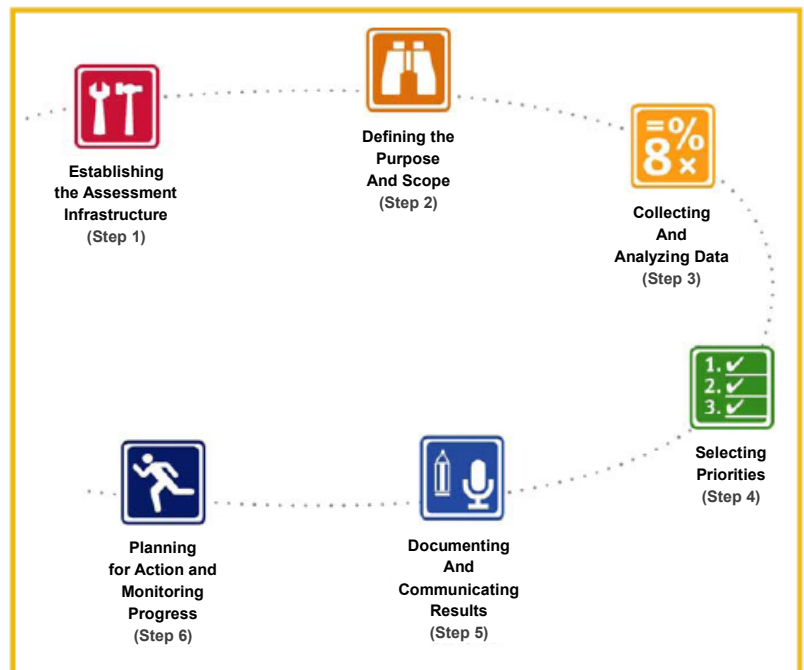 Establishing
the Assessment
Infrastructure
(Step 1)
Defining the
Purpose
And Scope
(Step 2)
=%
8×
Collecting
And
Analyzing Data
(Step 3)
1. ✔
2. ✔
3. ✔
Selecting
Priorities
(Step 4)
Documenting
And
Communicating
Results
(Step 5)
Planning
for Action and
Monitoring
Progress
(Step 6)